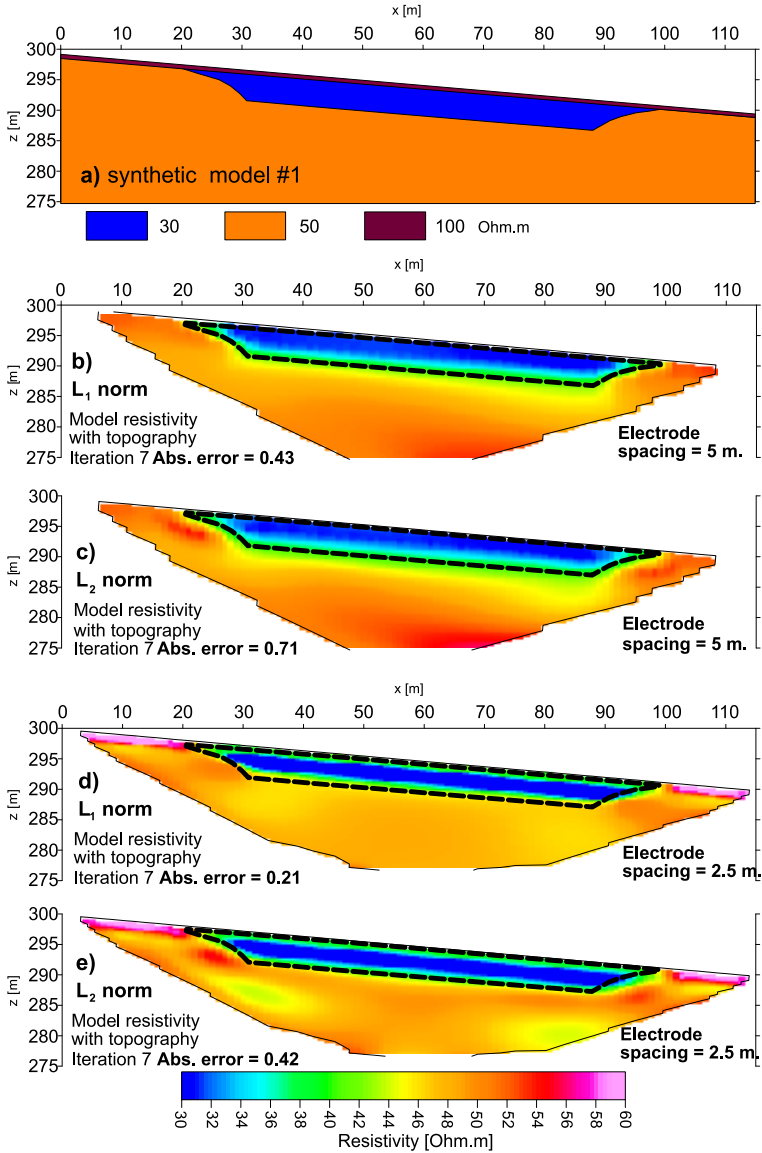 x [m]
0 10 20 30 40 50 60 70 80 90 100 110
300
295
290
285
280
275
z [m]
a) synthetic model #1
30 50 100 Ohm.m
x [m]
0 10 20 30 40 50 60 70 80 90 100 110
300
295
290
285
280
275
z [m]
b)
L1 norm
Model resistivity
with topography
Iteration 7 Abs. error = 0.43
Electrode
spacing = 5 m.
300
295
290
285
280
275
z [m]
c)
L2 norm
Model resistivity
with topography
Iteration 7 Abs. error = 0.71
Electrode
spacing = 5 m.
x [m]
0 10 20 30 40 50 60 70 80 90 100 110
300
295
290
285
280
275
z [m]
d)
L1 norm
Model resistivity
with topography
Iteration 7 Abs. error = 0.21
Electrode
spacing = 2.5 m.
300
295
290
285
280
275
z [m]
e)
L2 norm
Model resistivity
with topography
Iteration 7 Abs. error = 0.42
Electrode
spacing = 2.5 m.
30 32 34 36 38 40 42 44 46 48 50 52 54 56 58 60
Resistivity [Ohm.m]